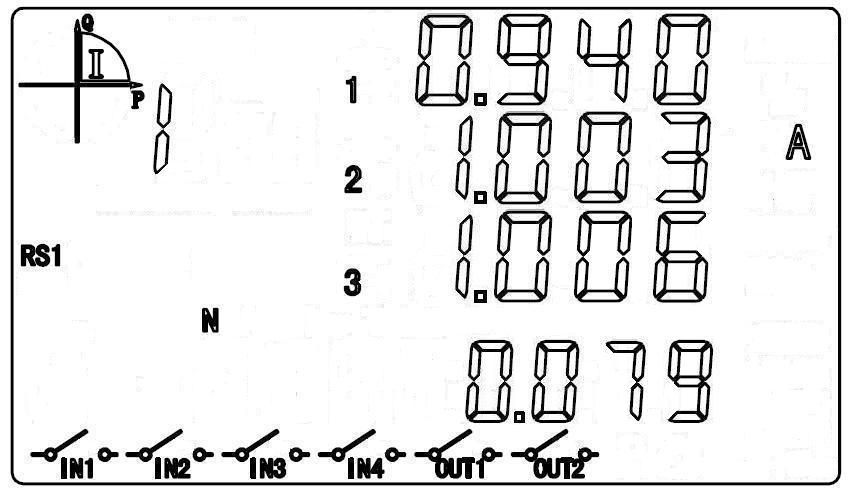 Q
I
P
1
1 0.940
2 1.003 A
3 1.006
RS1
N
0.079
IN1 IN2 IN3 IN4 OUT1 OUT2